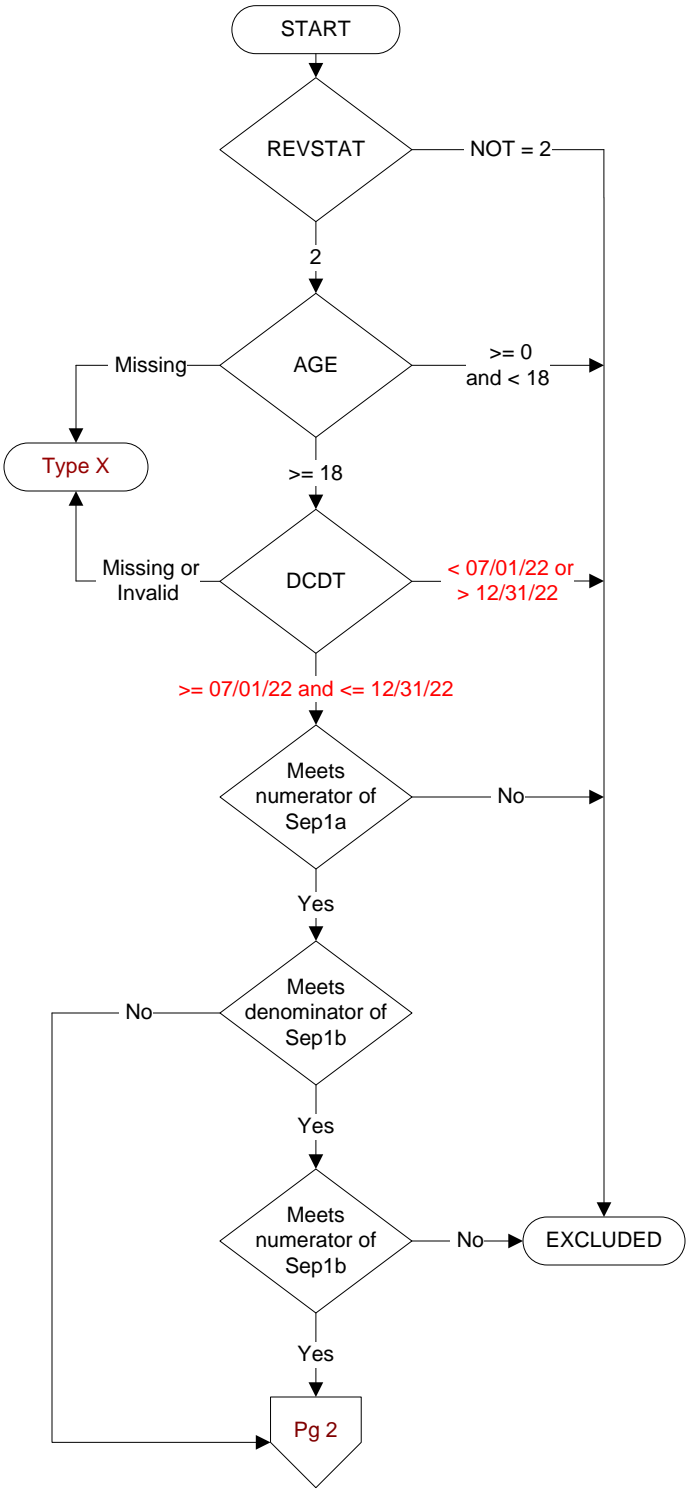 START
REVSTAT
NOT = 2
2
AGE
Missing
>= 0
and < 18
Type X
>= 18
DCDT
Missing or
Invalid
< 07/01/22 or
> 12/31/22
>= 07/01/22 and <= 12/31/22
Meets
numerator of
Sep1a
No
Yes
Meets
denominator of
Sep1b
No
Yes
Meets
numerator of
Sep1b
No
EXCLUDED
Yes
Pg 2